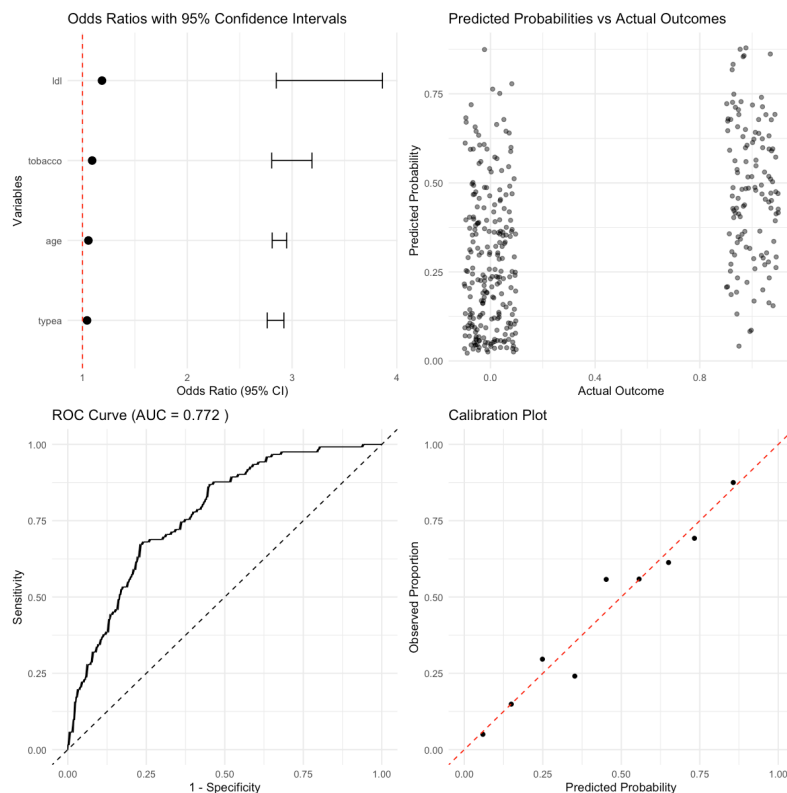 Odds Ratios with 95% Confidence Intervals
Variables
ldl
tobacco
age
typea
1 2 3 4
Odds Ratio (95% CI)
Predicted Probabilities vs Actual Outcomes
Predicted Probability
0.75
0.50
0.25
0.00
0.0 0.4 0.8
Actual Outcome
ROC Curve (AUC = 0.772 )
Sensitivity
1.00
0.75
0.50
0.25
0.00
0.00 0.25 0.50 0.75 1.00
1 - Specificity
Calibration Plot
Observed Proportion
1.00
0.75
0.50
0.25
0.00
0.00 0.25 0.50 0.75 1.00
Predicted Probability